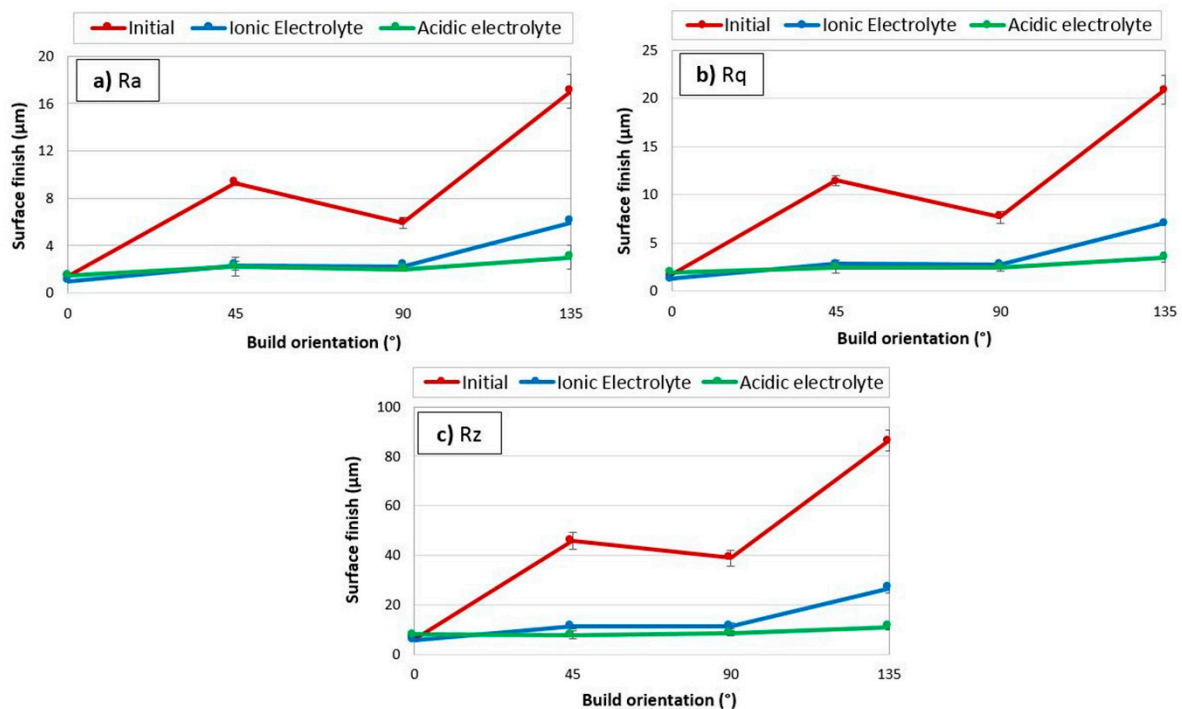 Initial Ionic Electrolyte Acidic electrolyte
a) Ra
Surface finish (µm)
20
16
12
8
4
0
0 45 90 135
Build orientation (°)
Initial Ionic Electrolyte Acidic electrolyte
b) Rq
Surface finish (µm)
25
20
15
10
5
0
0 45 90 135
Build orientation (°)
Initial Ionic Electrolyte Acidic electrolyte
c) Rz
Surface finish (µm)
100
80
60
40
20
0
0 45 90 135
Build orientation (°)